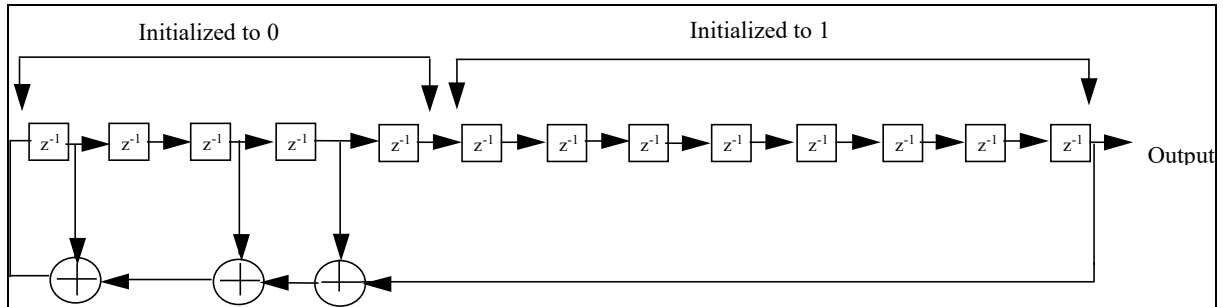 Initialized to 0
Initialized to 1
z⁻¹ z⁻¹ z⁻¹ z⁻¹ z⁻¹ z⁻¹ z⁻¹ z⁻¹ z⁻¹ z⁻¹ z⁻¹ z⁻¹ z⁻¹
Output